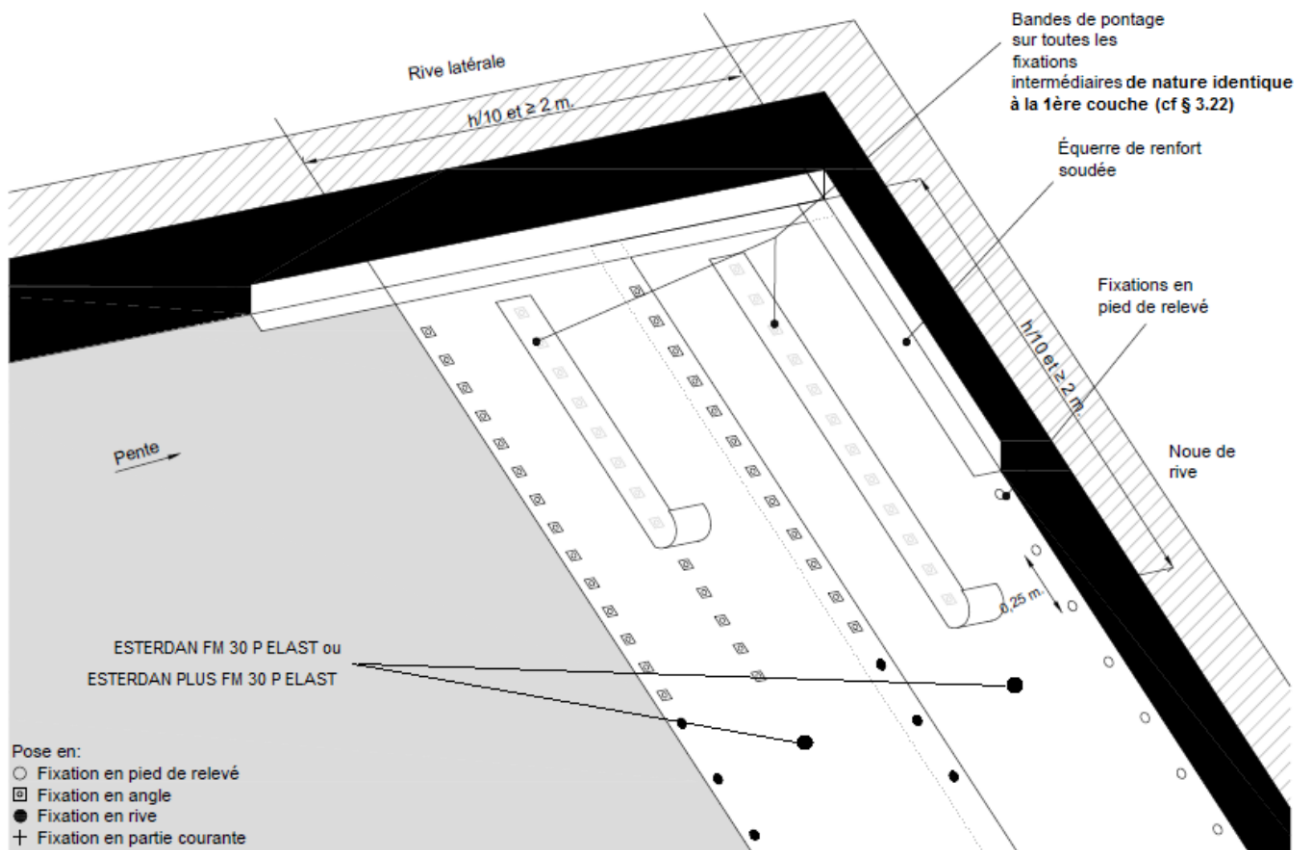 Bandes de pontage
sur toutes les
fixations
intermédiaires de nature identique
à la 1ère couche (cf § 3.22)
Rive latérale
h/10 et ≥ 2 m.
Équerre de renfort
soudée
Fixations en
pied de relevé
h/10 et ≥ 2 m.
Pente
Noue de
rive
0,25 m.
ESTERDAN FM 30 P ELAST ou
ESTERDAN PLUS FM 30 P ELAST
Pose en:
Fixation en pied de relevé
Fixation en angle
Fixation en rive
Fixation en partie courante